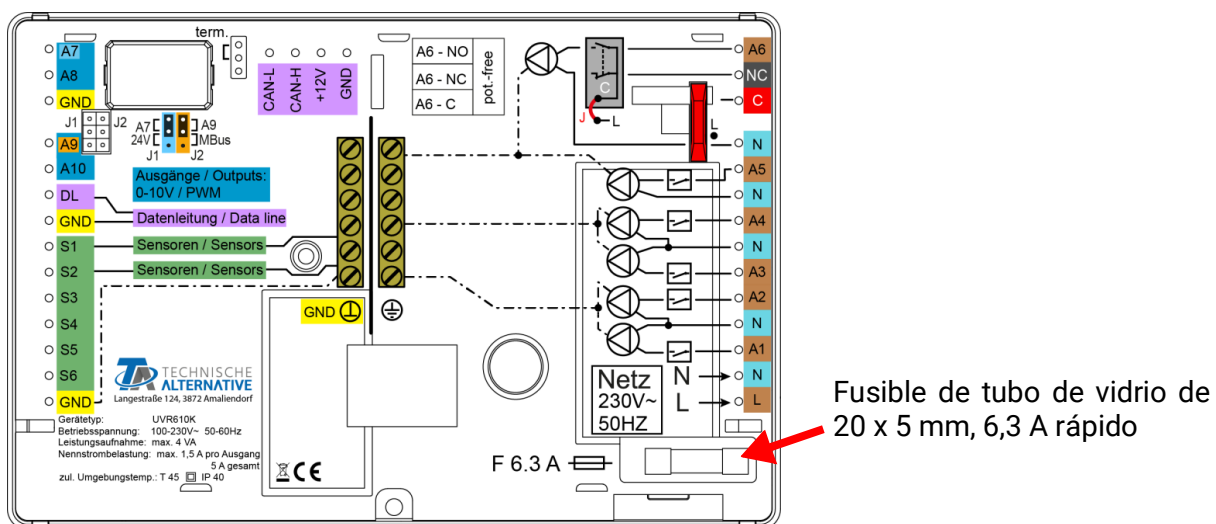 A7
A8
GND
J1
J2
A9
A10
DL
GND
S1
S2
S3
S4
S5
S6
GND
term.
A7
24V
J1
A9
MBus
J2
CAN-L
CAN-H
+12V
GND
A6 - NO
A6 - NC
A6 - C
pot.-free
Ausgänge / Outputs:
0-10V / PWM
Datenleitung / Data line
Sensoren / Sensors
Sensoren / Sensors
GND
C
J
L
L
A6
NC
C
N
A5
N
A4
N
A3
A2
N
A1
N
L
Netz
230V~
50HZ
N
L
TA TECHNISCHE
ALTERNATIVE
Langestraße 124, 3872 Amaliendorf
Gerätetyp: UVR610K
Betriebsspannung: 100-230V~ 50-60Hz
Leistungsaufnahme: max. 4 VA
Nennstrombelastung: max. 1,5 A pro Ausgang
5 A gesamt
zul. Umgebungstemp.: T 45 IP 40
CE
F 6.3 A
Fusible de tubo de vidrio de
20 x 5 mm, 6,3 A rápido